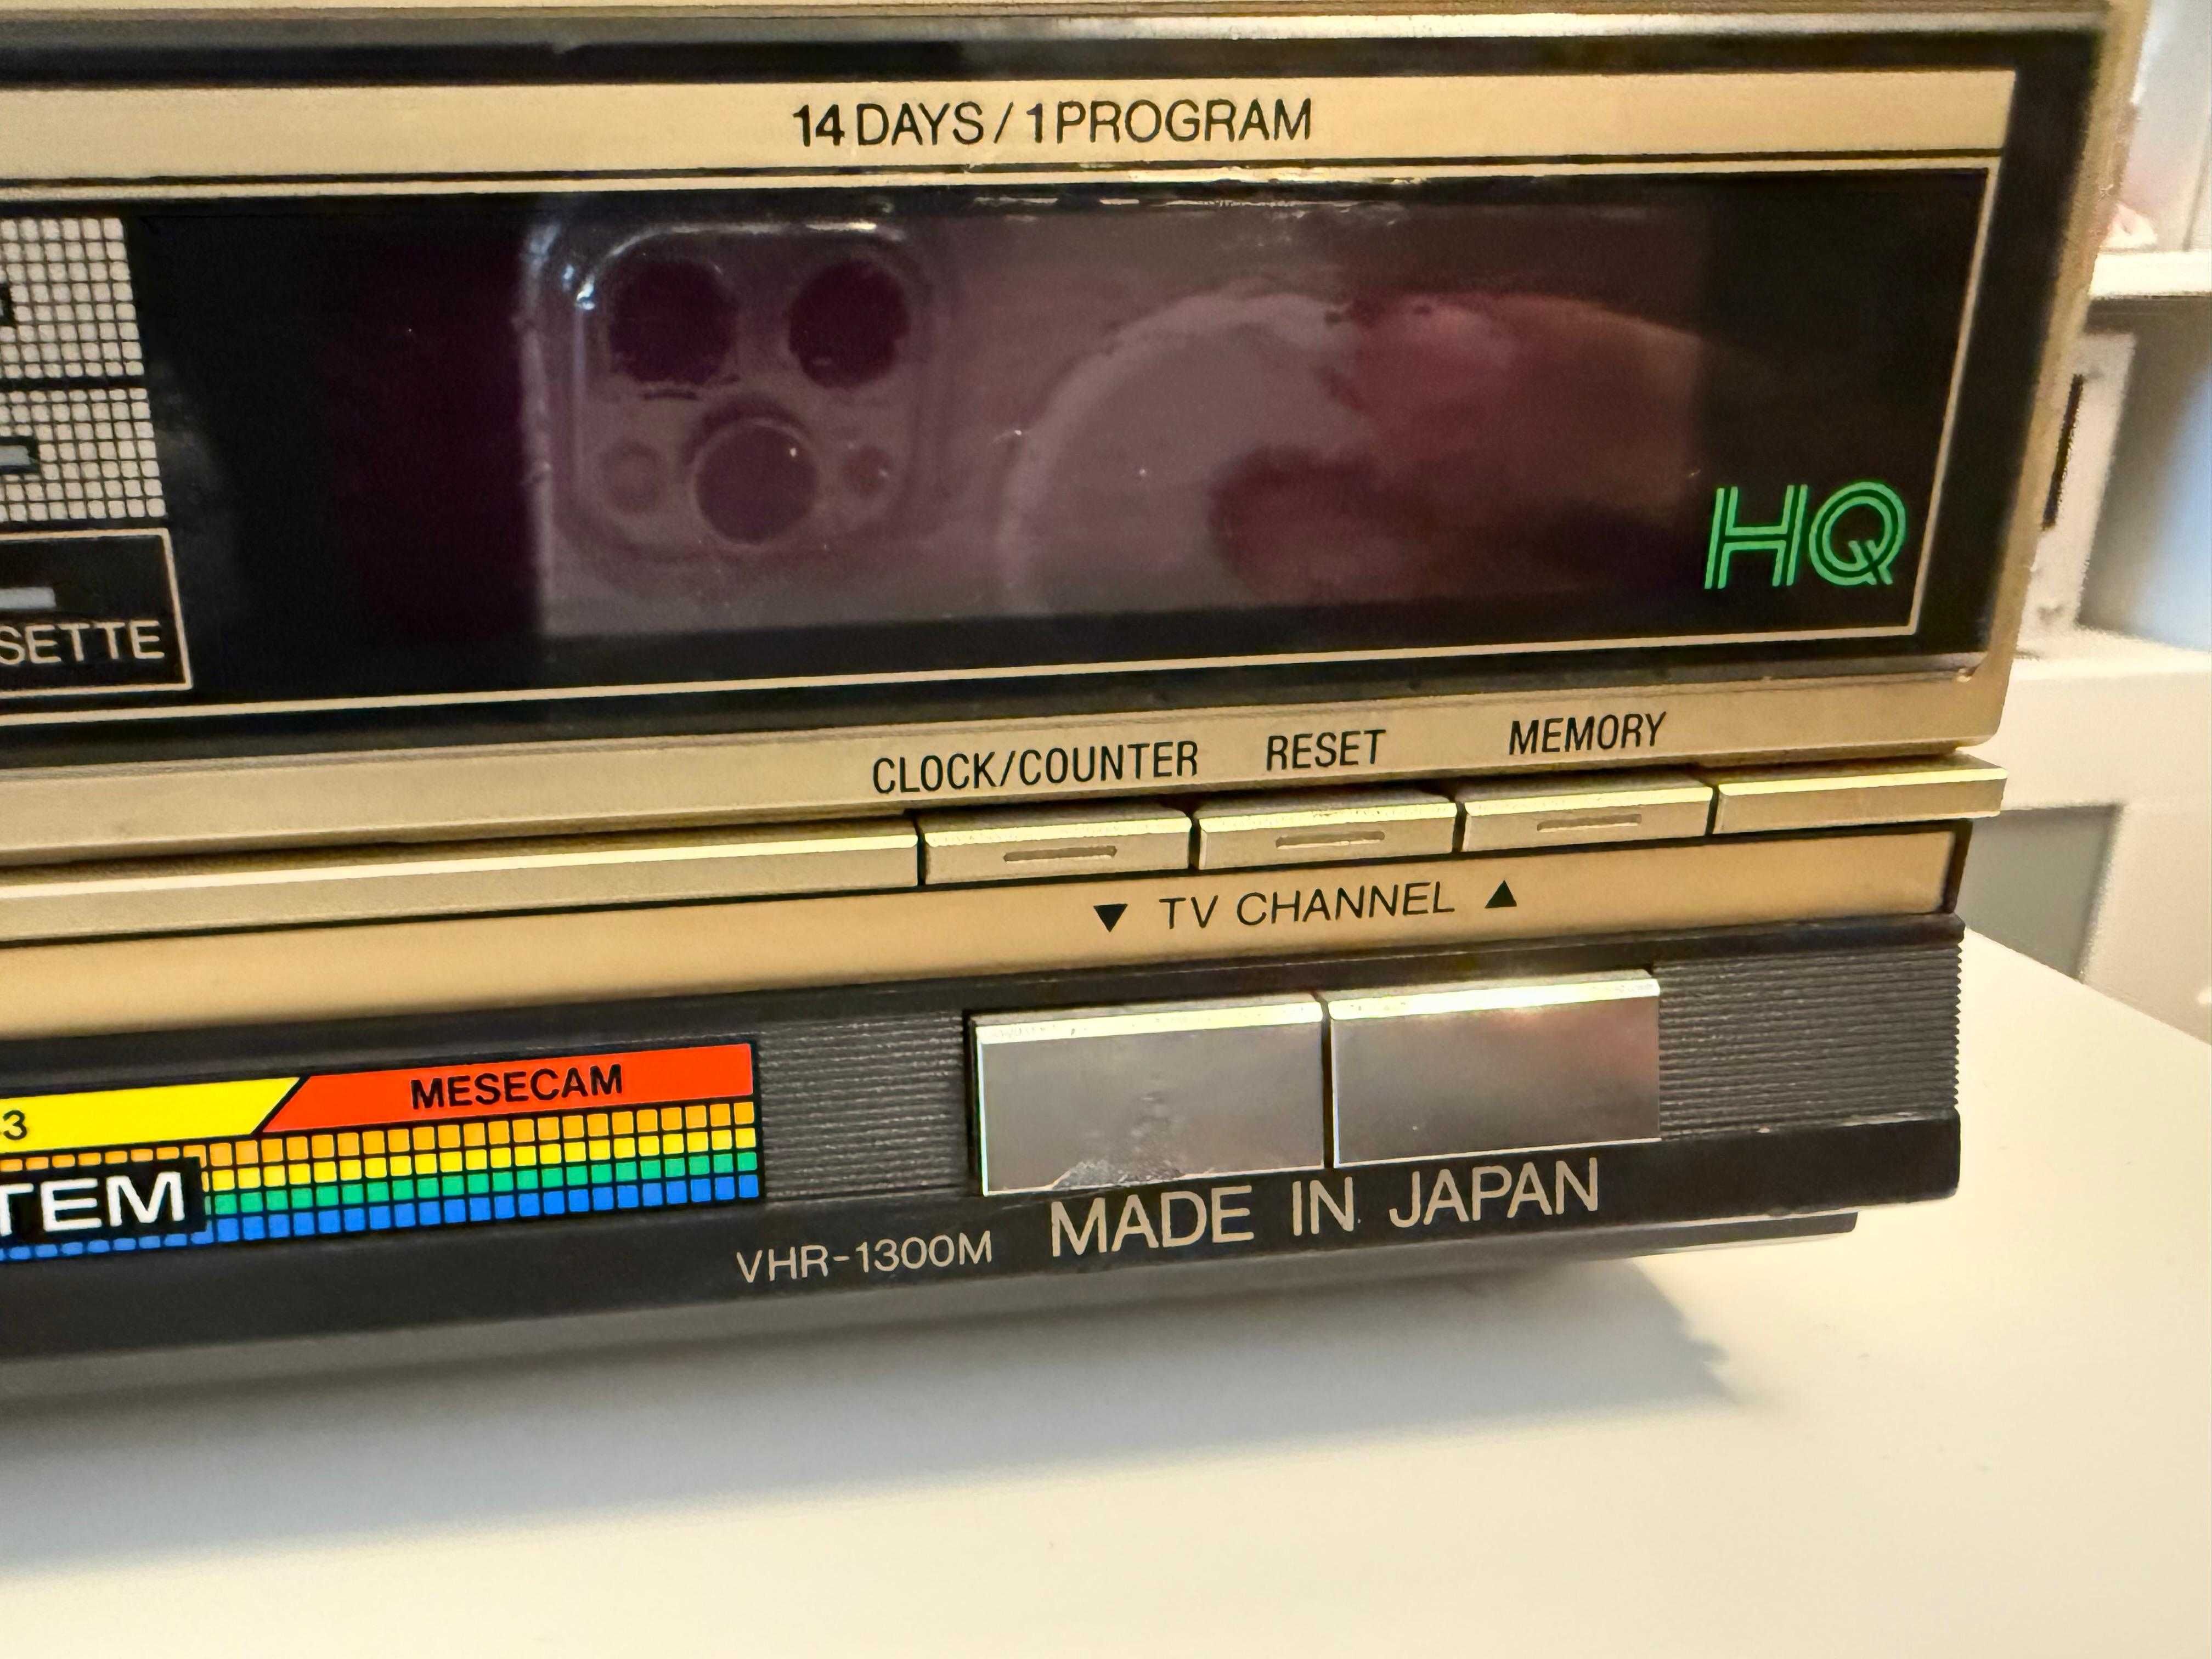 14 DAYS / 1 PROGRAM
HQ
SETTE
CLOCK/COUNTER RESET MEMORY
▼ TV CHANNEL ▲
MESECAM
3
TEM
VHR-1300M MADE IN JAPAN